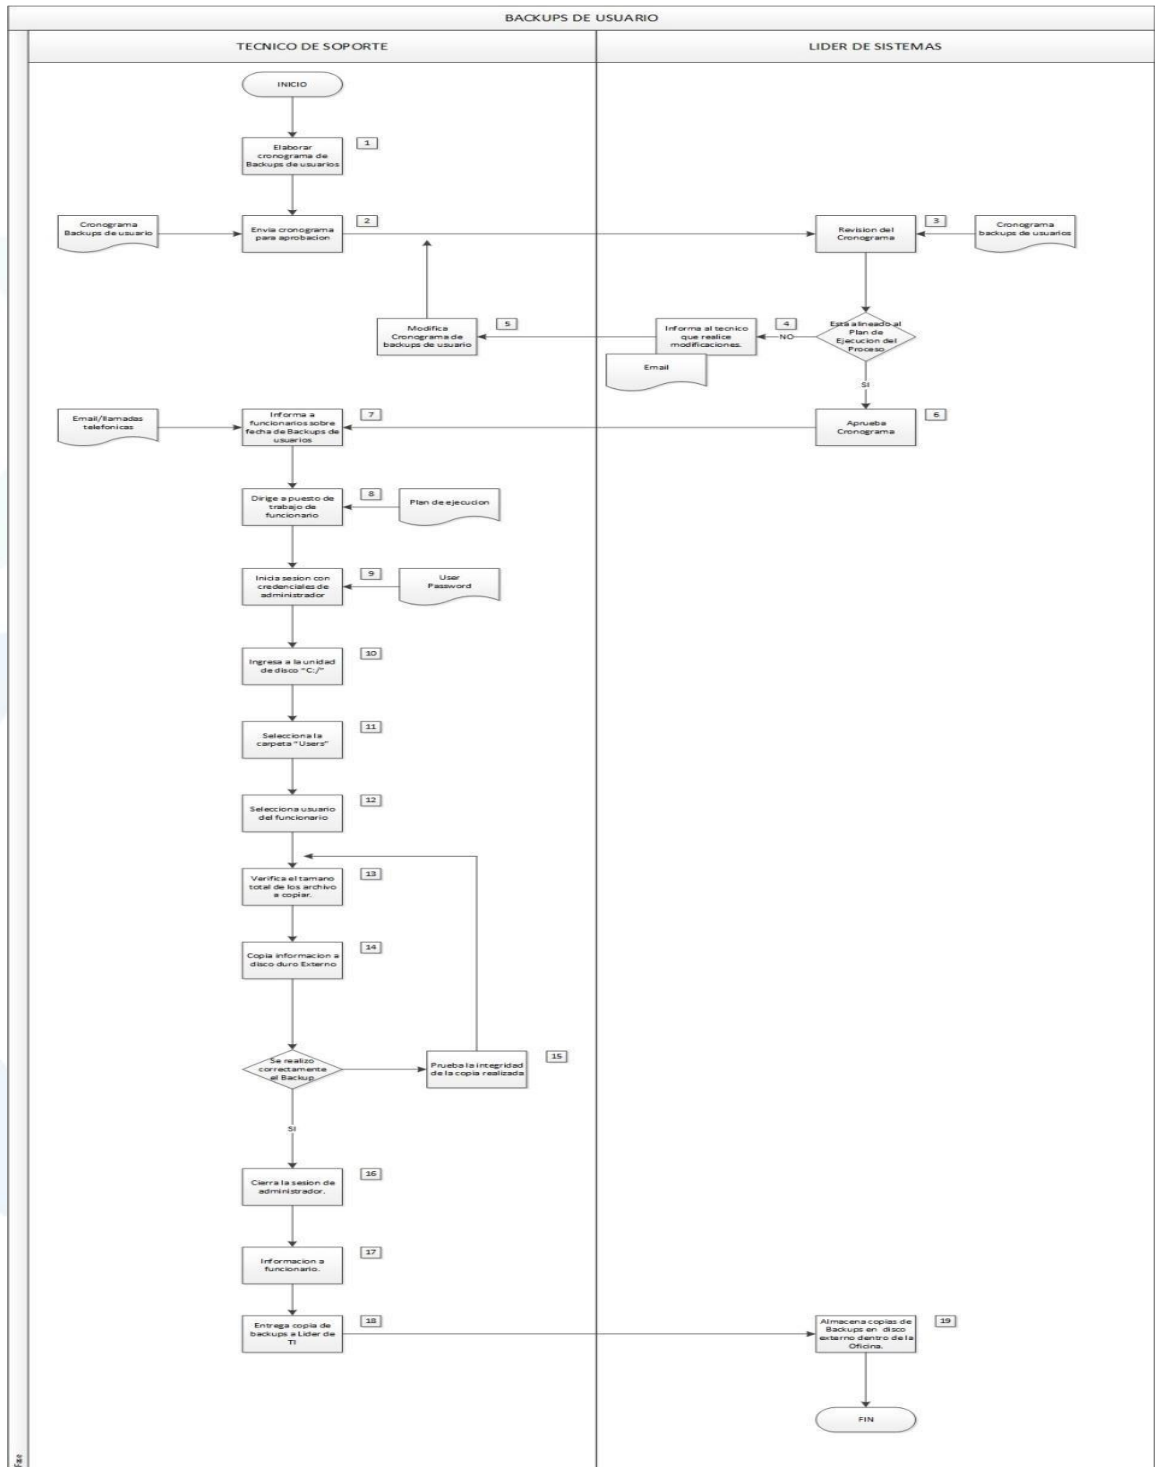 BACKUPS DE USUARIO
TECNICO DE SOPORTE
LIDER DE SISTEMAS
INICIO
1
Elaborar
cronograma de
Backups de usuarios
Cronograma
Backups de usuario
2
Envia cronograma
para aprobacion
3
Revision del
Cronograma
Cronograma
backups de usuarios
5
Modifica
Cronograma de
backups de usuario
4
Informa al tecnico
que realice
modificaciones.
Email
NO
Esta alineado al
Plan de
Ejecucion del
Proceso
SI
Email/llamadas
telefonicas
7
Informa a
funcionarios sobre
fecha de Backups de
usuarios
6
Aprueba
Cronograma
8
Dirige a puesto de
trabajo de
funcionario
Plan de ejecucion
9
Inicia sesion con
credenciales de
administrador
User
Password
10
Ingresa a la unidad
de disco "C:/"
11
Selecciona la
carpeta "Users"
12
Selecciona usuario
del funcionario
13
Verifica el tamano
total de los archivo
a copiar.
14
Copia informacion a
disco duro Externo
Se realizo
correctamente
el Backup
15
Prueba la integridad
de la copia realizada
SI
16
Cierra la sesion de
administrador.
17
Informacion a
funcionario.
18
Entrega copia de
backups a Lider de
TI
19
Almacena copias de
Backups en disco
externo dentro de la
Oficina.
FIN
Fase